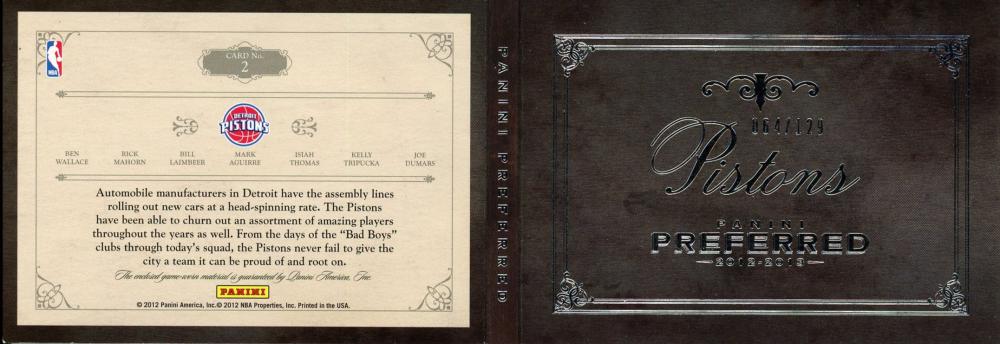 NBA
CARD No.
2
DETROIT
PISTONS
BEN WALLACE
RICK MAHORN
BILL LAIMBEER
MARK AGUIRRE
ISIAH THOMAS
KELLY TRIPUCKA
JOE DUMARS
Automobile manufacturers in Detroit have the assembly lines
rolling out new cars at a head-spinning rate. The Pistons
have been able to churn out an assortment of amazing players
throughout the years as well. From the days of the “Bad Boys”
clubs through today’s squad, the Pistons never fail to give the
city a team it can be proud of and root on.
The enclosed game-worn material is guaranteed by Panini America, Inc.
PANINI
© 2012 Panini America, Inc. © 2012 NBA Properties, Inc. Printed in the USA.
PANINI PREFERRED
064/129
Pistons
PANINI
PREFERRED
2012-2013